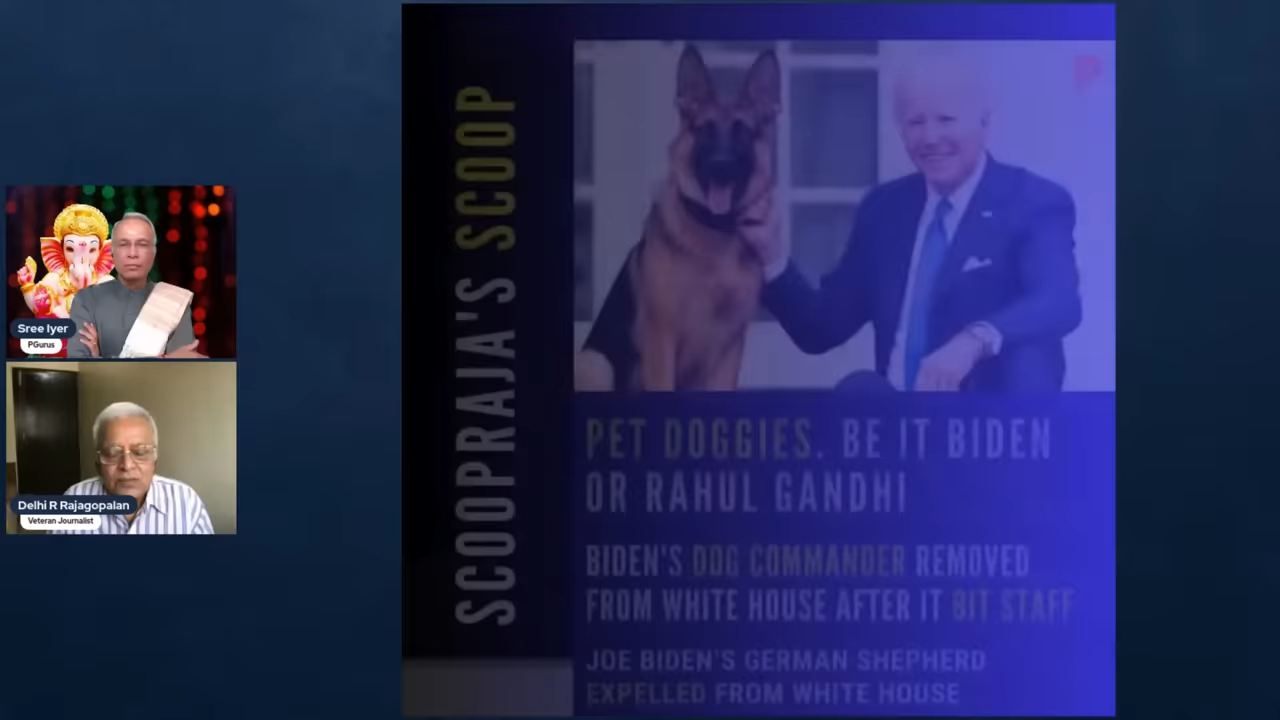 Sree Iyer
PGurus
Delhi R Rajagopalan
Veteran Journalist
SCOOPRAJA'S SCOOP
PET DOGGIES. BE IT BIDEN
OR RAHUL GANDHI
BIDEN'S DOG COMMANDER REMOVED
FROM WHITE HOUSE AFTER IT BIT STAFF
JOE BIDEN'S GERMAN SHEPHERD
EXPELLED FROM WHITE HOUSE